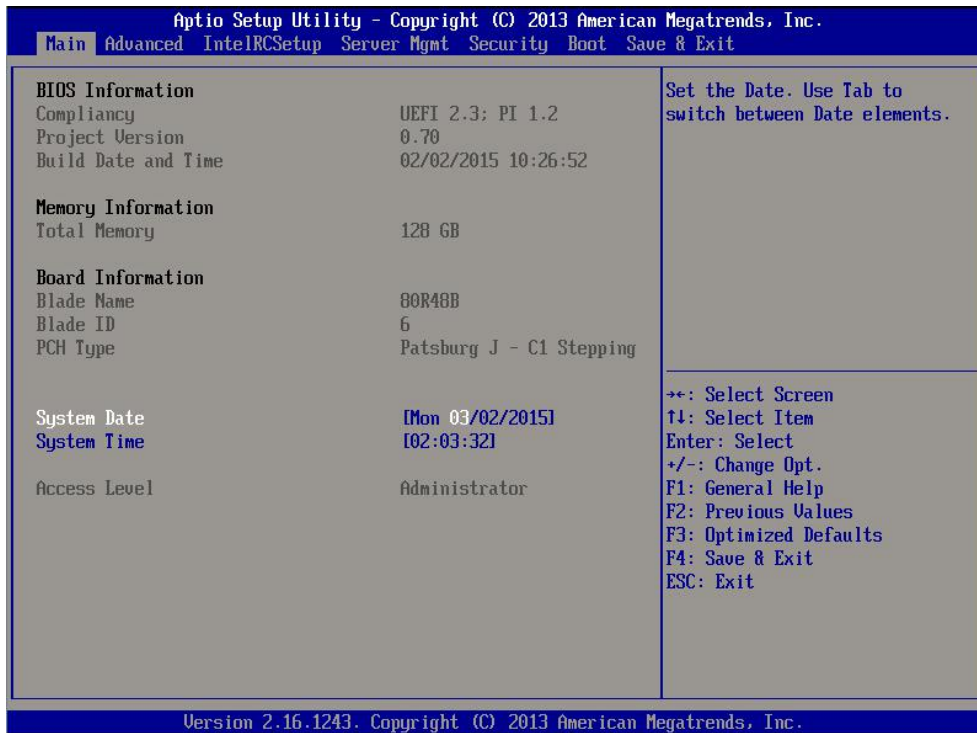 Aptio Setup Utility - Copyright (C) 2013 American Megatrends, Inc.
Main Advanced IntelRCSetup Server Mgmt Security Boot Save & Exit
BIOS Information
Compliancy UEFI 2.3; PI 1.2
Project Version 0.70
Build Date and Time 02/02/2015 10:26:52
Memory Information
Total Memory 128 GB
Board Information
Blade Name 80R48B
Blade ID 6
PCH Type Patsburg J - C1 Stepping
System Date [Mon 03/02/2015]
System Time [02:03:32]
Access Level Administrator
Set the Date. Use Tab to
switch between Date elements.
→←: Select Screen
↑↓: Select Item
Enter: Select
+/-: Change Opt.
F1: General Help
F2: Previous Values
F3: Optimized Defaults
F4: Save & Exit
ESC: Exit
Version 2.16.1243. Copyright (C) 2013 American Megatrends, Inc.